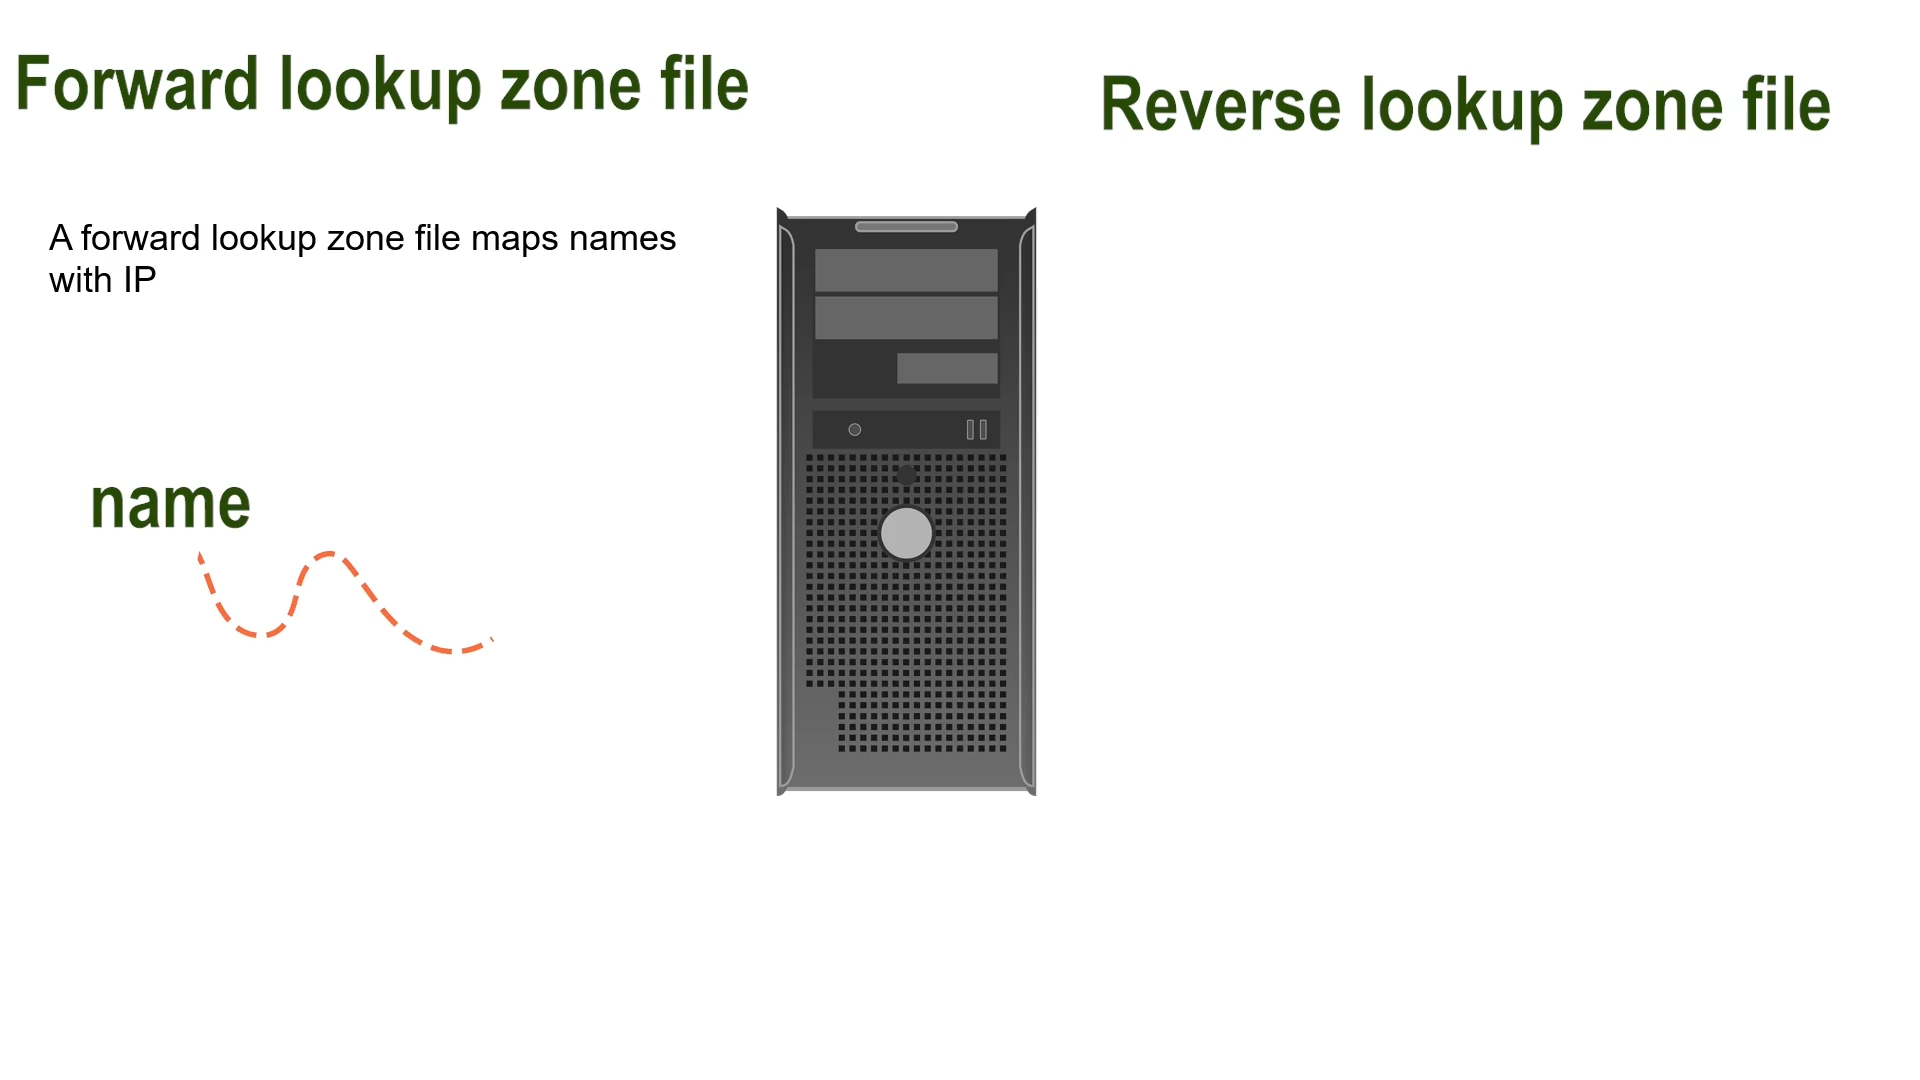 Forward lookup zone file
Reverse lookup zone file
A forward lookup zone file maps names
with IP
name